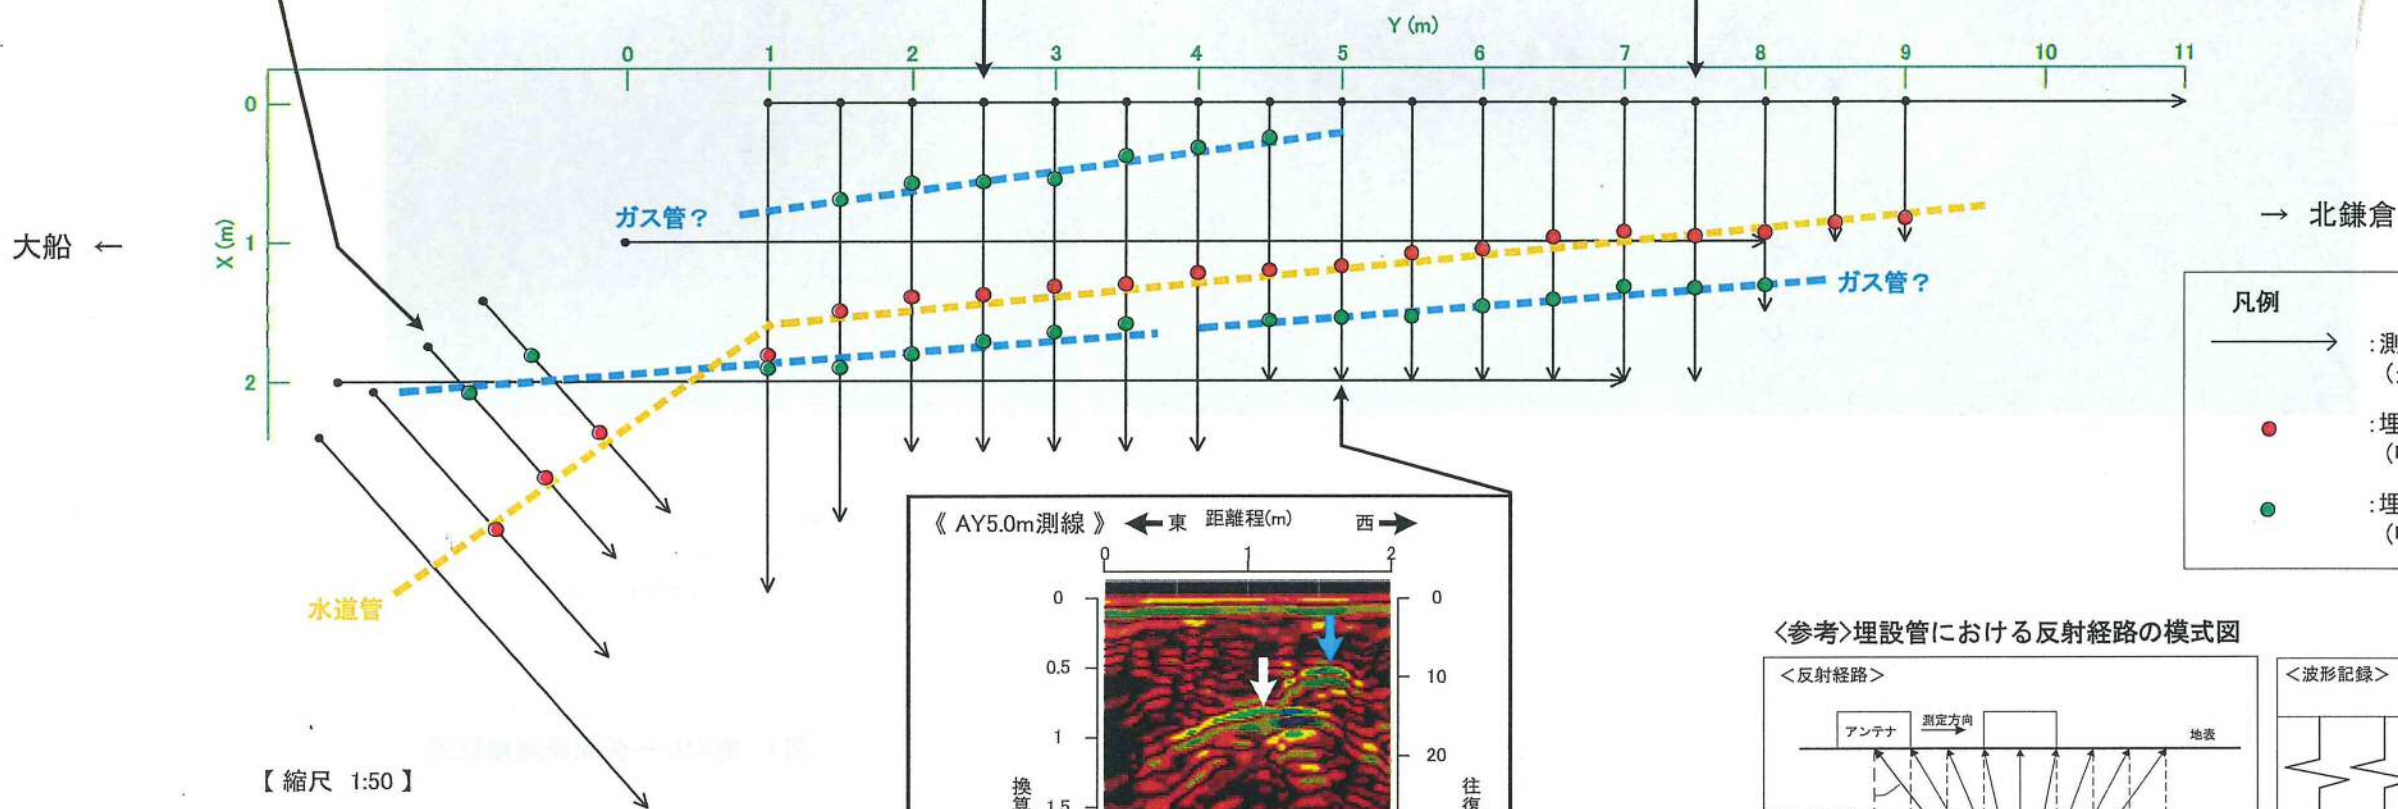 Y (m)
0 1 2 3 4 5 6 7 8 9 10 11
0
ガス管?
大船 ←
X (m)
1
→ 北鎌倉
ガス管?
凡例
2
:測
:埋
:埋
水道管
《 AY5.0m測線 》 東 距離程(m) 西
0 1 2
0 0
0.5
10
1
20
1.5
換算
往復
【 縮尺 1:50 】
<参考>埋設管における反射経路の模式図
<反射経路>
<波形記録>
アンテナ 測定方向 地表